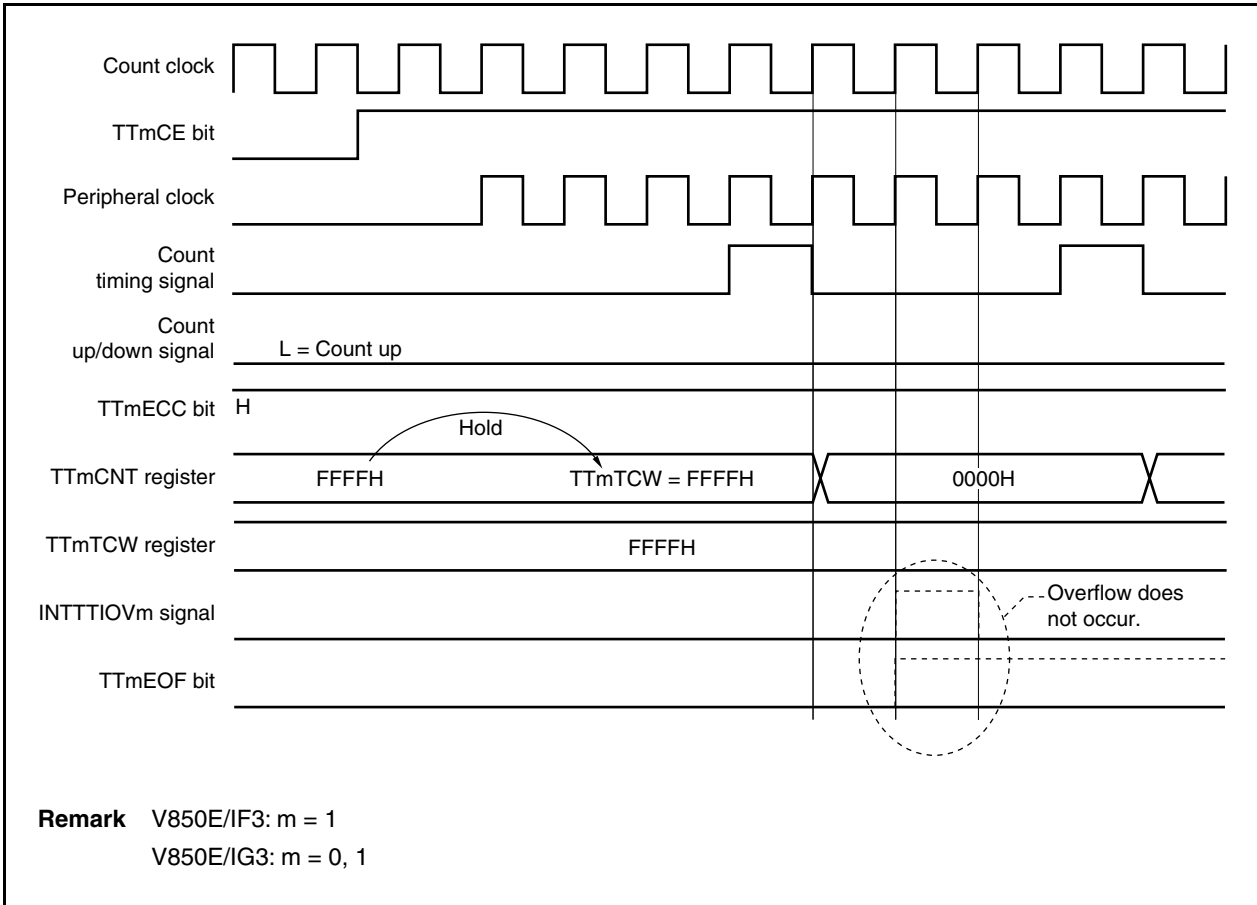 Count clock
TTmCE bit
Peripheral clock
Count
timing signal
Count
up/down signal
L = Count up
TTmECC bit
H
Hold
TTmCNT register
FFFFH
TTmTCW = FFFFH
0000H
TTmTCW register
FFFFH
INTTTIOVm signal
Overflow does
not occur.
TTmEOF bit
Remark V850E/IF3: m = 1
V850E/IG3: m = 0, 1